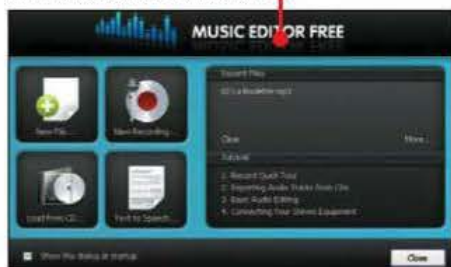 MUSIC EDITOR FREE
Recent Files
New File...
New Recording...
Clear
More...
Tutorial
1. Record Quick Tour
2. Importing Audio Tracks from CDs
3. Basic Audio Editing
4. Connecting Your Stereo Equipment
Load from CD...
Text to Speech...
Show this dialog at startup
Close